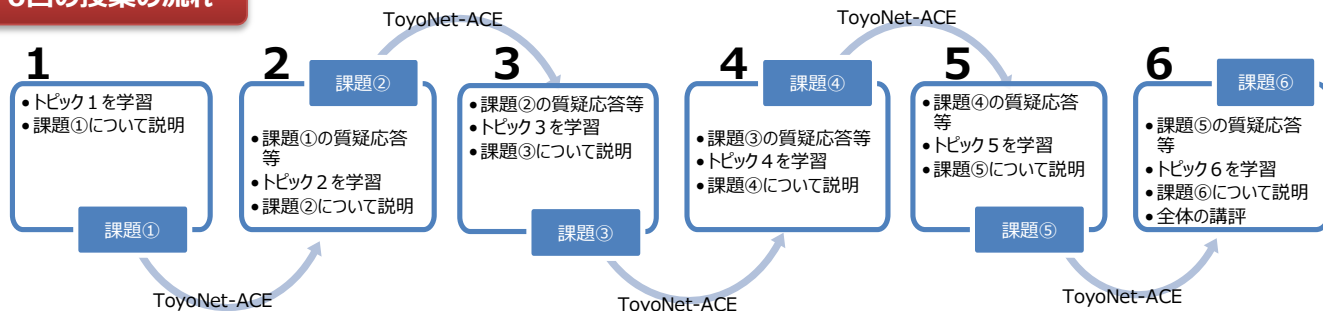 6回の授業の流れ
ToyoNet-ACE
ToyoNet-ACE
1
• トピック１を学習
• 課題①について説明
課題①
2
課題②
• 課題①の質疑応答
等
• トピック２を学習
• 課題②について説明
3
• 課題②の質疑応答等
• トピック３を学習
• 課題③について説明
課題③
4
課題④
• 課題③の質疑応答等
• トピック４を学習
• 課題④について説明
5
• 課題④の質疑応答
等
• トピック５を学習
• 課題⑤について説明
課題⑤
6
課題⑥
• 課題⑤の質疑応答
等
• トピック６を学習
• 課題⑥について説明
• 全体の講評
ToyoNet-ACE
ToyoNet-ACE
ToyoNet-ACE